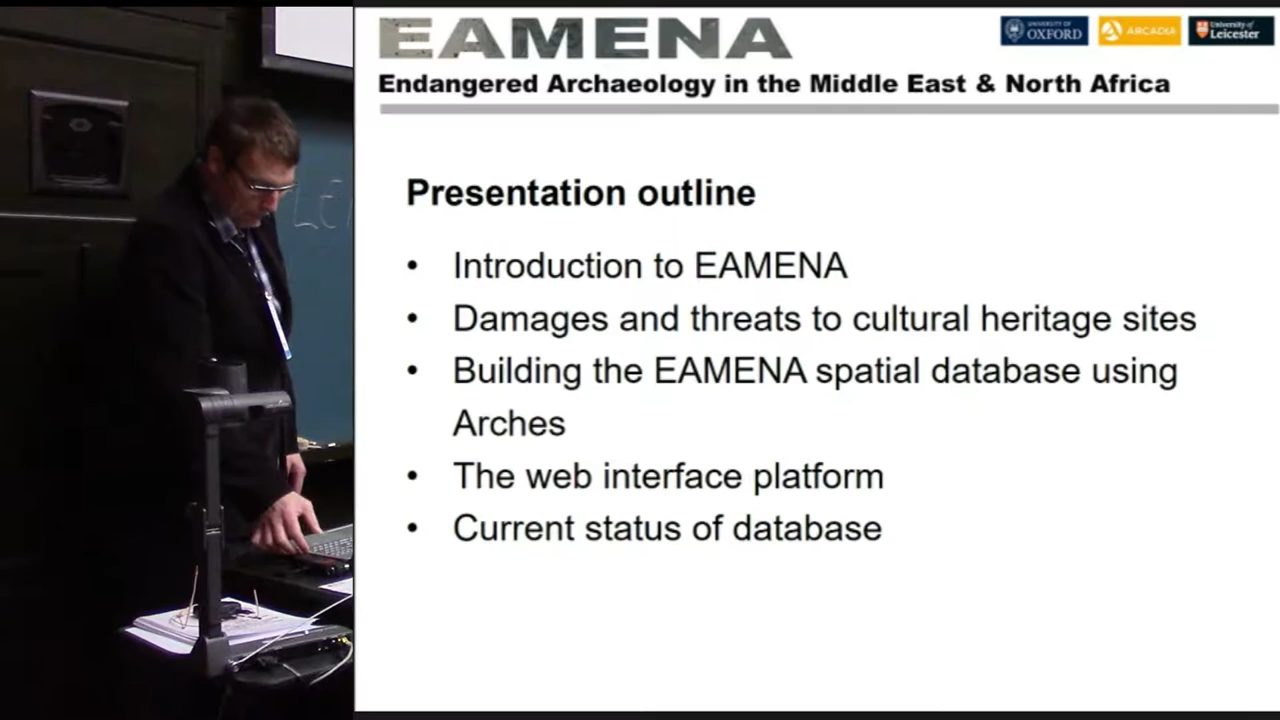 EAMENA
UNIVERSITY OF
OXFORD
ARCADIA
University of
Leicester
Endangered Archaeology in the Middle East & North Africa
Presentation outline
• Introduction to EAMENA
• Damages and threats to cultural heritage sites
• Building the EAMENA spatial database using
Arches
• The web interface platform
• Current status of database